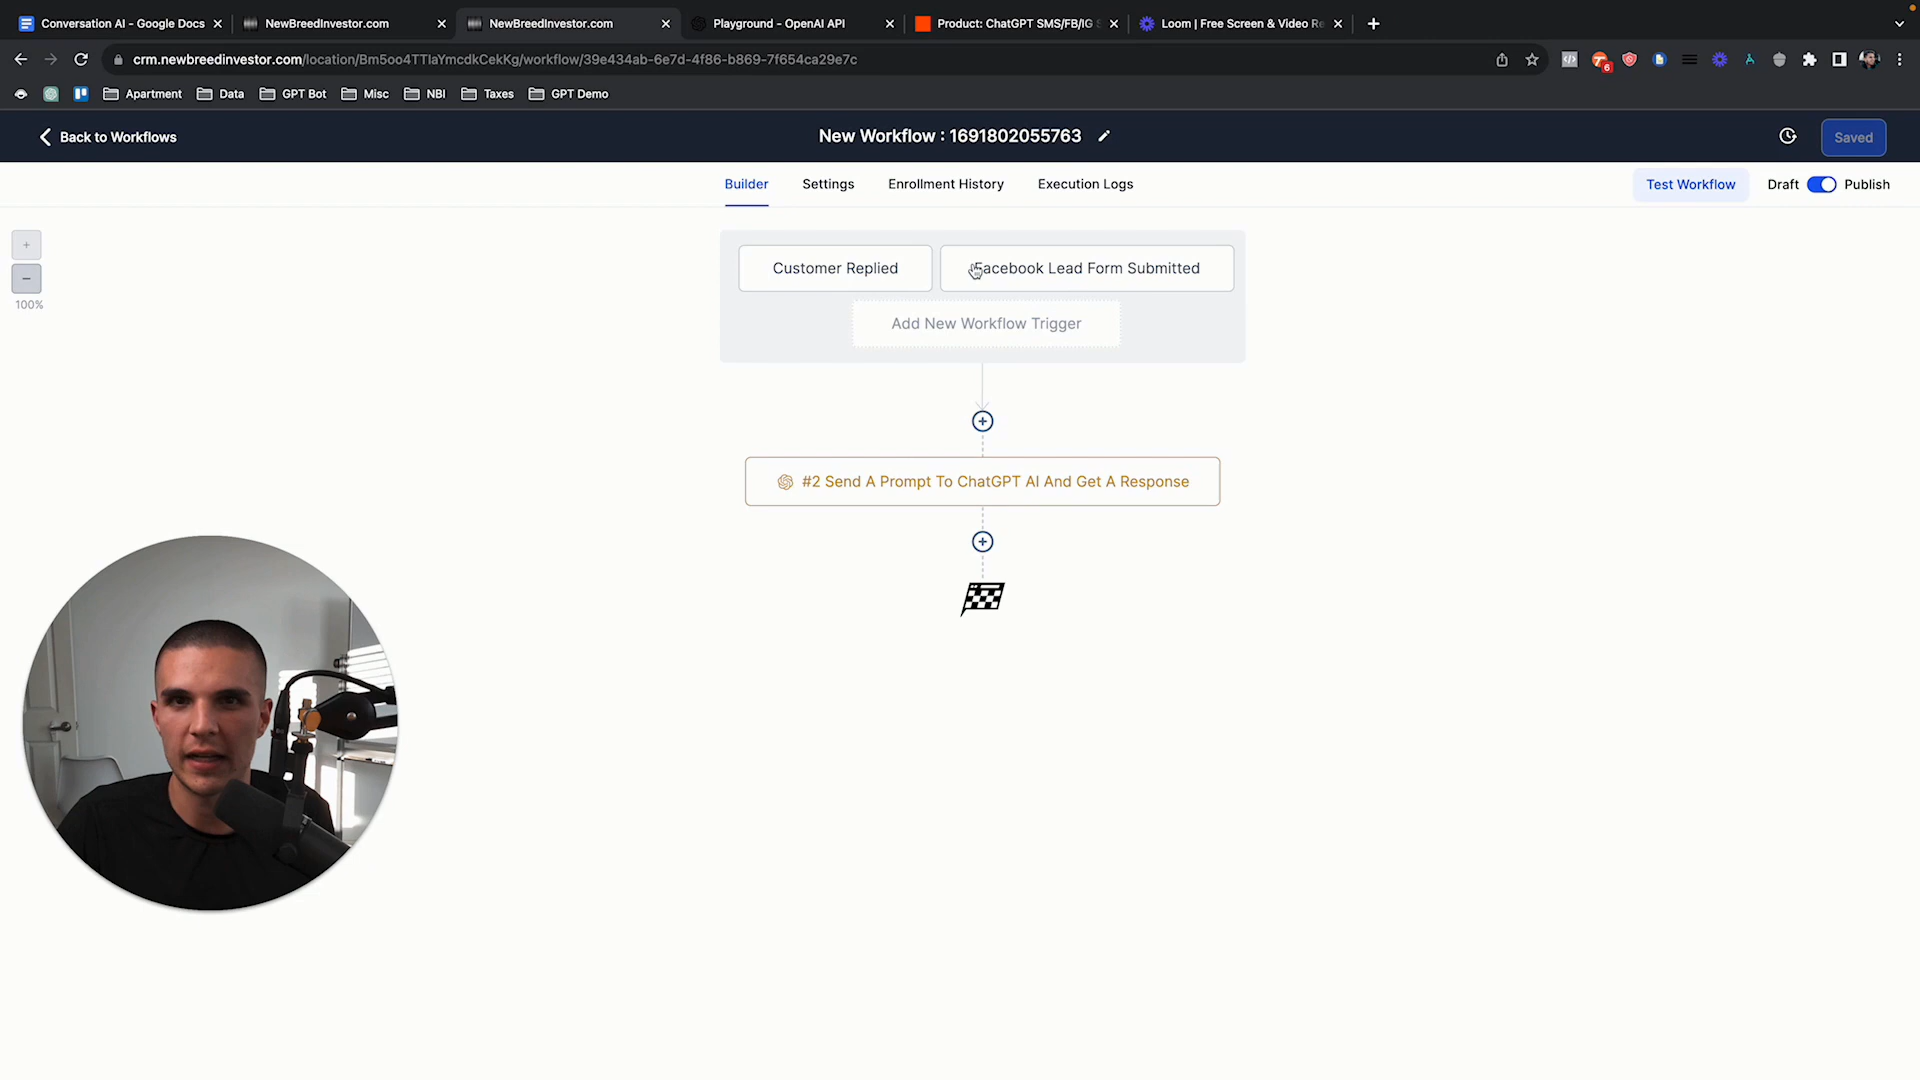 Conversation AI - Google Docs
NewBreedInvestor.com
NewBreedInvestor.com
Playground - OpenAI API
Product: ChatGPT SMS/FB/IG S
Loom | Free Screen & Video Re
crm.newbreedinvestor.com/location/Bm5oo4TTlaYmcdkCekKg/workflow/39e434ab-6e7d-4f86-b869-7f654ca29e7c
6
Apartment
Data
GPT Bot
Misc
NBI
Taxes
GPT Demo
Back to Workflows
New Workflow : 1691802055763
Saved
Builder
Settings
Enrollment History
Execution Logs
Test Workflow
Draft
Publish
+
−
100%
Customer Replied
Facebook Lead Form Submitted
Add New Workflow Trigger
#2 Send A Prompt To ChatGPT AI And Get A Response